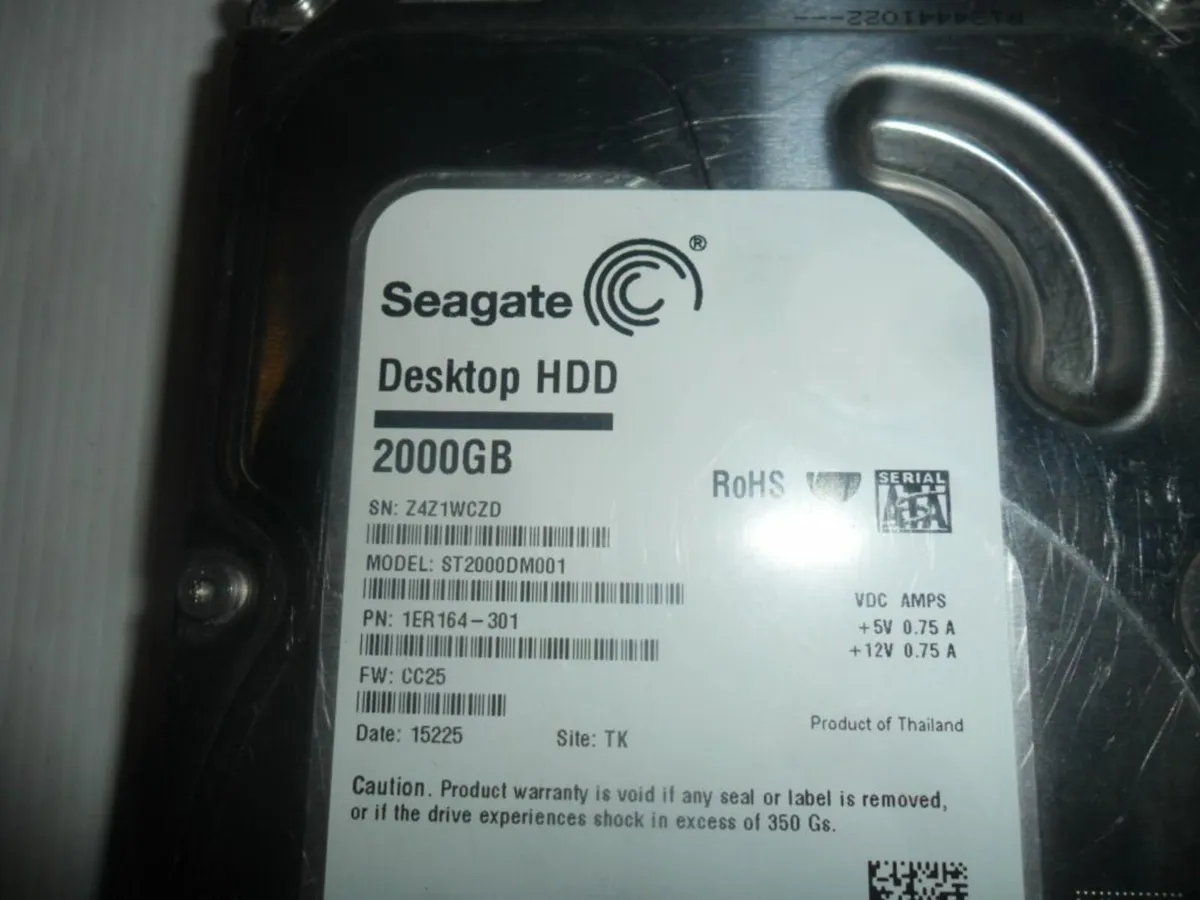 Seagate ®
Desktop HDD
2000GB
RoHS
SERIAL
ATA
SN: Z4Z1WCZD
MODEL: ST2000DM001
PN: 1ER164-301
FW: CC25
VDC AMPS
+5V 0.75 A
+12V 0.75 A
Date: 15225
Site: TK
Product of Thailand
Caution. Product warranty is void if any seal or label is removed,
or if the drive experiences shock in excess of 350 Gs.